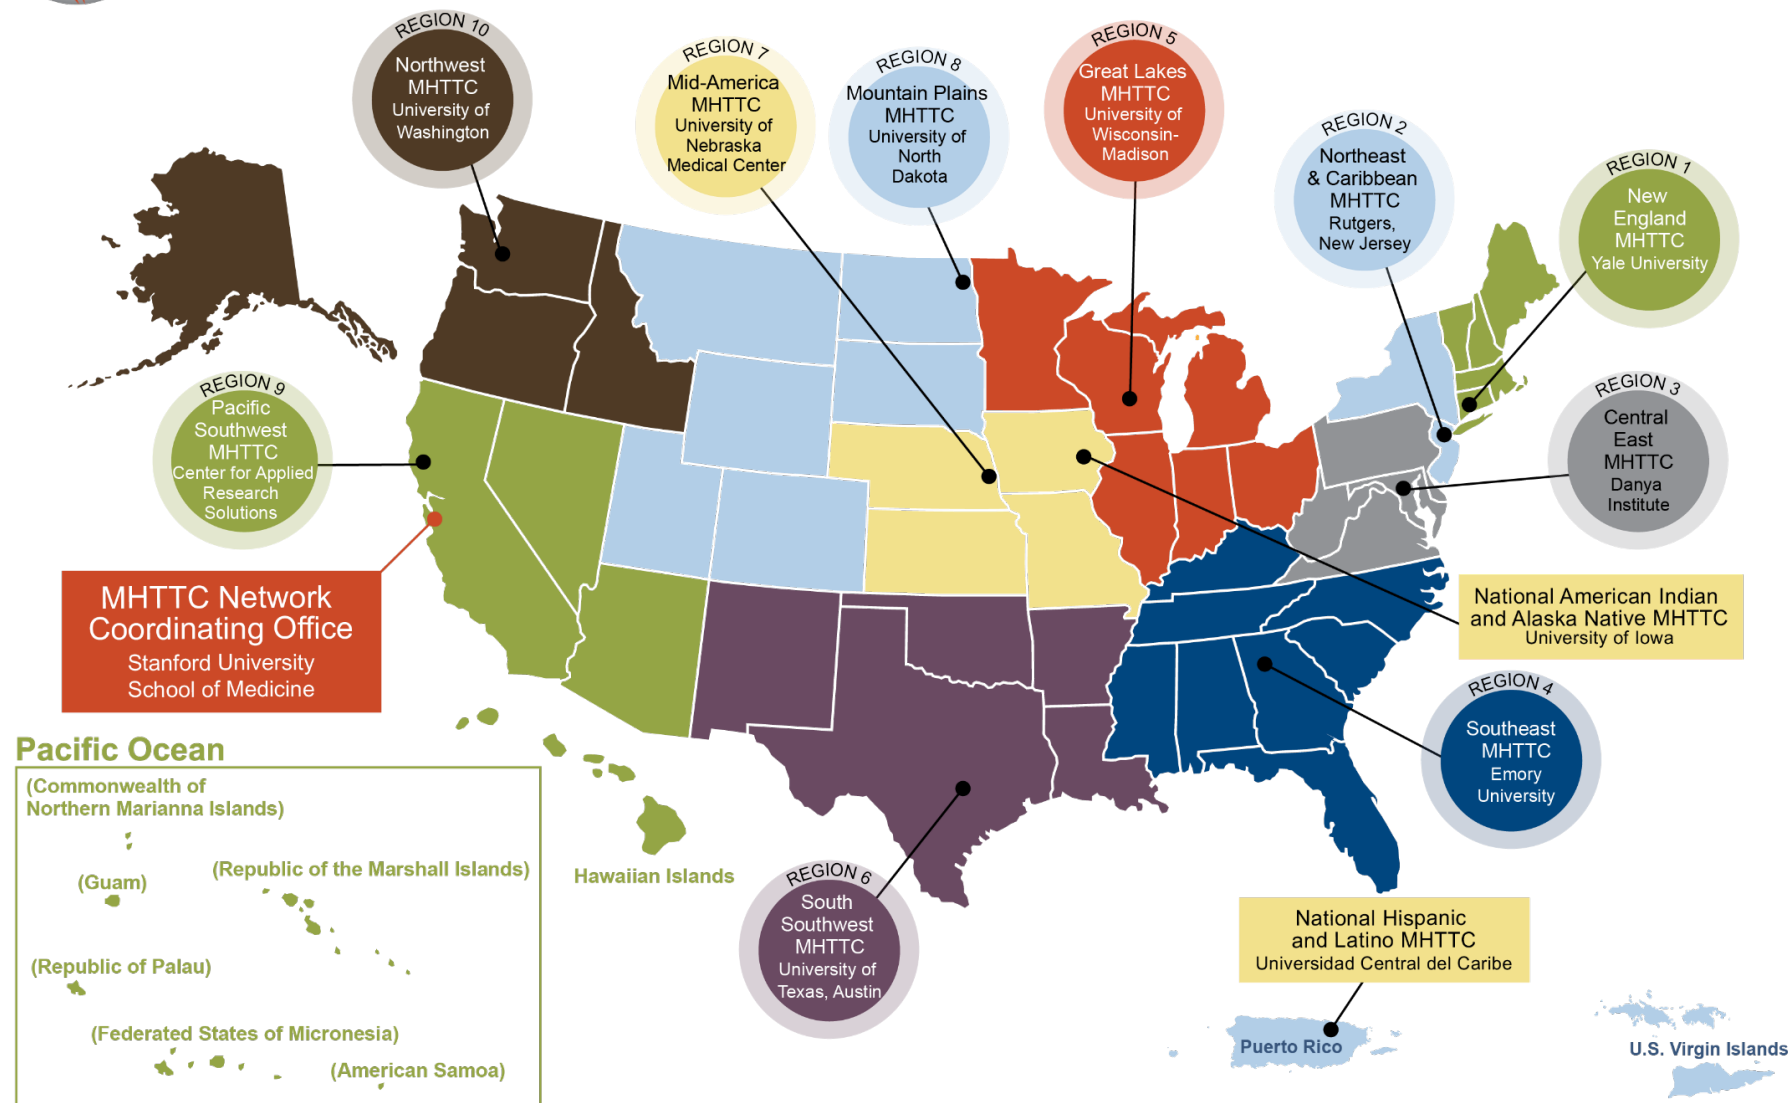 REGION 10
Northwest
MHTTC
University of
Washington
REGION 7
Mid-America
MHTTC
University of
Nebraska
Medical Center
REGION 8
Mountain Plains
MHTTC
University of
North
Dakota
REGION 5
Great Lakes
MHTTC
University of
Wisconsin-
Madison
REGION 2
Northeast
& Caribbean
MHTTC
Rutgers,
New Jersey
REGION 1
New
England
MHTTC
Yale University
REGION 9
Pacific
Southwest
MHTTC
Center for Applied
Research
Solutions
REGION 3
Central
East
MHTTC
Danya
Institute
MHTTC Network
Coordinating Office
Stanford University
School of Medicine
National American Indian
and Alaska Native MHTTC
University of Iowa
REGION 4
Southeast
MHTTC
Emory
University
Pacific Ocean
(Commonwealth of
Northern Marianna Islands)
(Guam)
(Republic of the Marshall Islands)
(Republic of Palau)
(Federated States of Micronesia)
(American Samoa)
Hawaiian Islands
REGION 6
South
Southwest
MHTTC
University of
Texas, Austin
National Hispanic
and Latino MHTTC
Universidad Central del Caribe
Puerto Rico
U.S. Virgin Islands